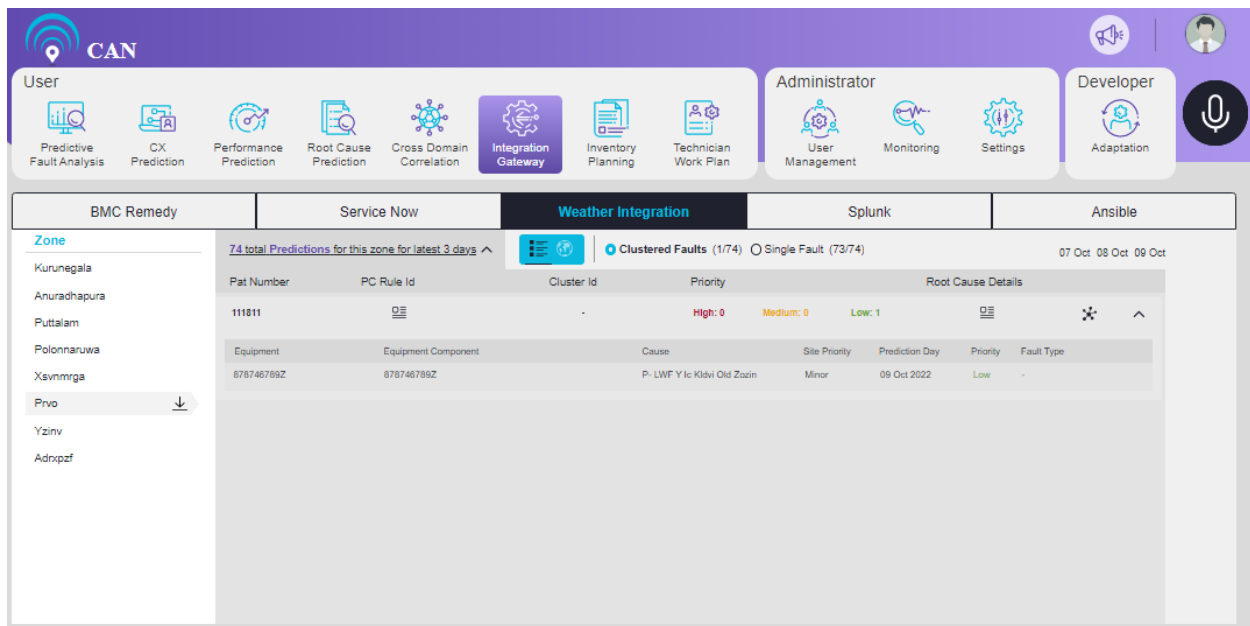 CAN
User
Administrator
Developer
Predictive Fault Analysis
CX Prediction
Performance Prediction
Root Cause Prediction
Cross Domain Correlation
Integration Gateway
Inventory Planning
Technician Work Plan
User Management
Monitoring
Settings
Adaptation
BMC Remedy Service Now Weather Integration Splunk Ansible
Zone
Kurunegala
Anuradhapura
Puttalam
Polonnaruwa
Xsvnmrga
Prvo
Yzinv
Adrxpzf
74 total Predictions for this zone for latest 3 days Clustered Faults (1/74) Single Fault (73/74) 07 Oct 08 Oct 09 Oct
Pat Number PC Rule Id Cluster Id Priority Root Cause Details
111811 - High: 0 Medium: 0 Low: 1
Equipment Equipment Component Cause Site Priority Prediction Day Priority Fault Type
878746789Z 878746789Z P- LWF Y Ic Kldvi Old Zozin Minor 09 Oct 2022 Low -